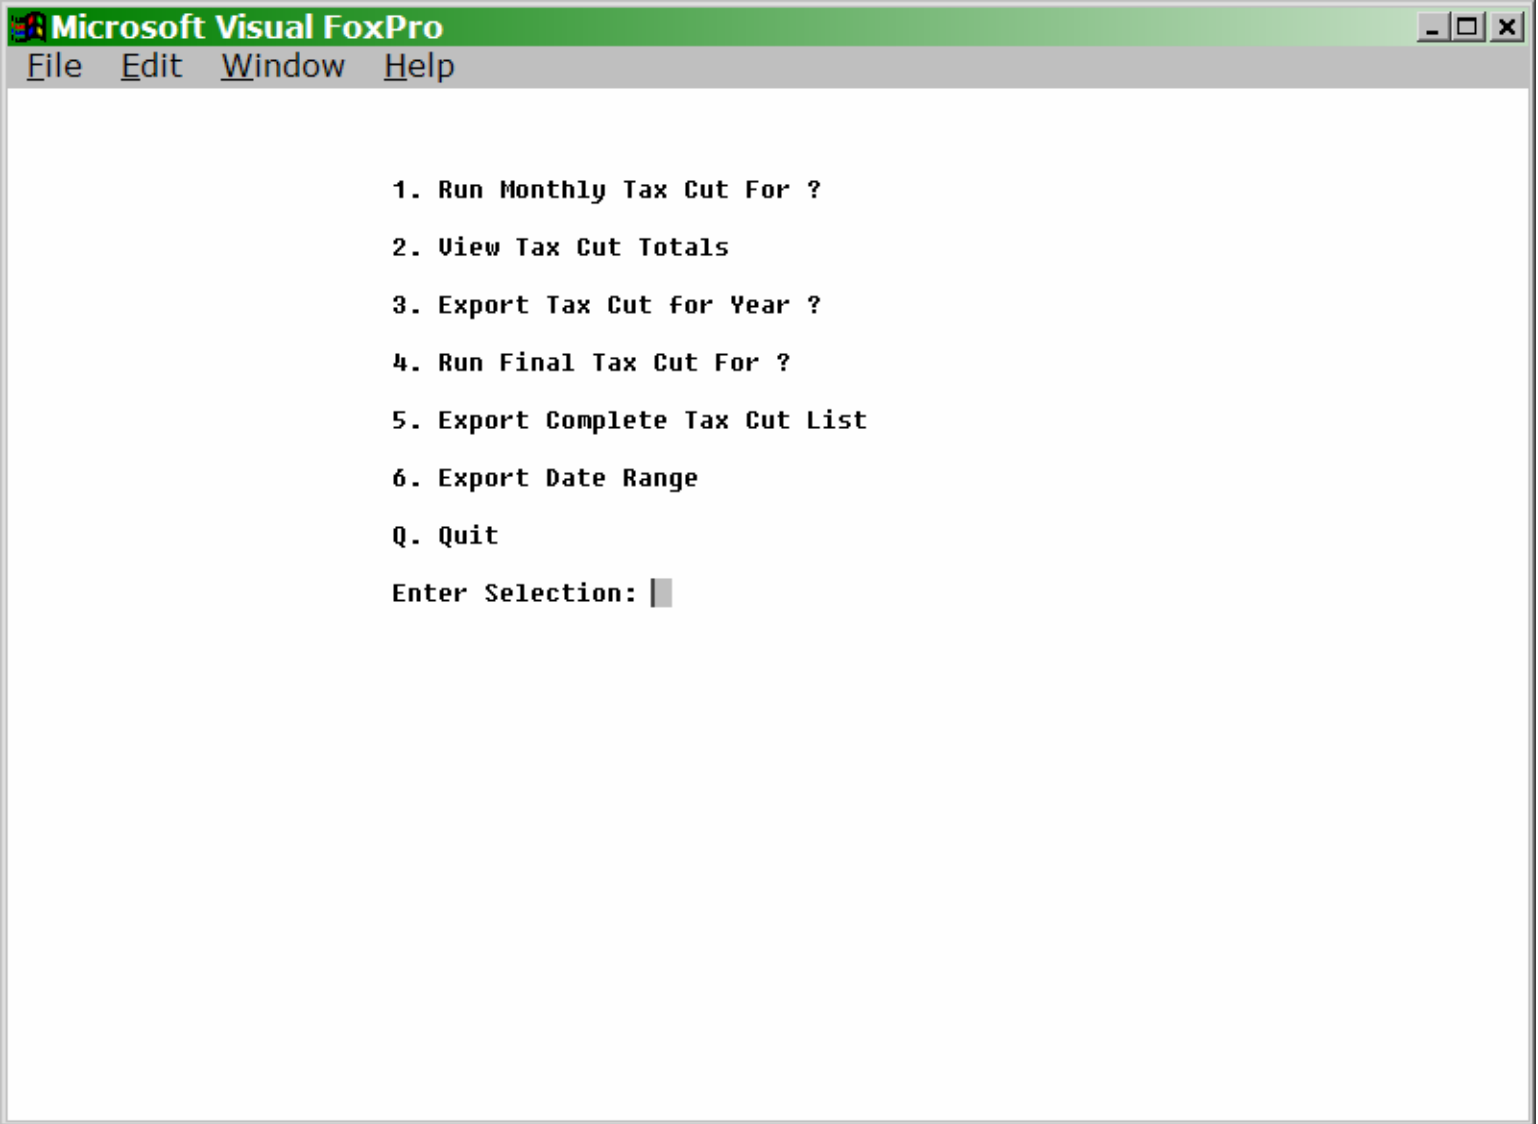 Microsoft Visual FoxPro
File Edit Window Help
1. Run Monthly Tax Cut For ?
2. View Tax Cut Totals
3. Export Tax Cut for Year ?
4. Run Final Tax Cut For ?
5. Export Complete Tax Cut List
6. Export Date Range
Q. Quit
Enter Selection: